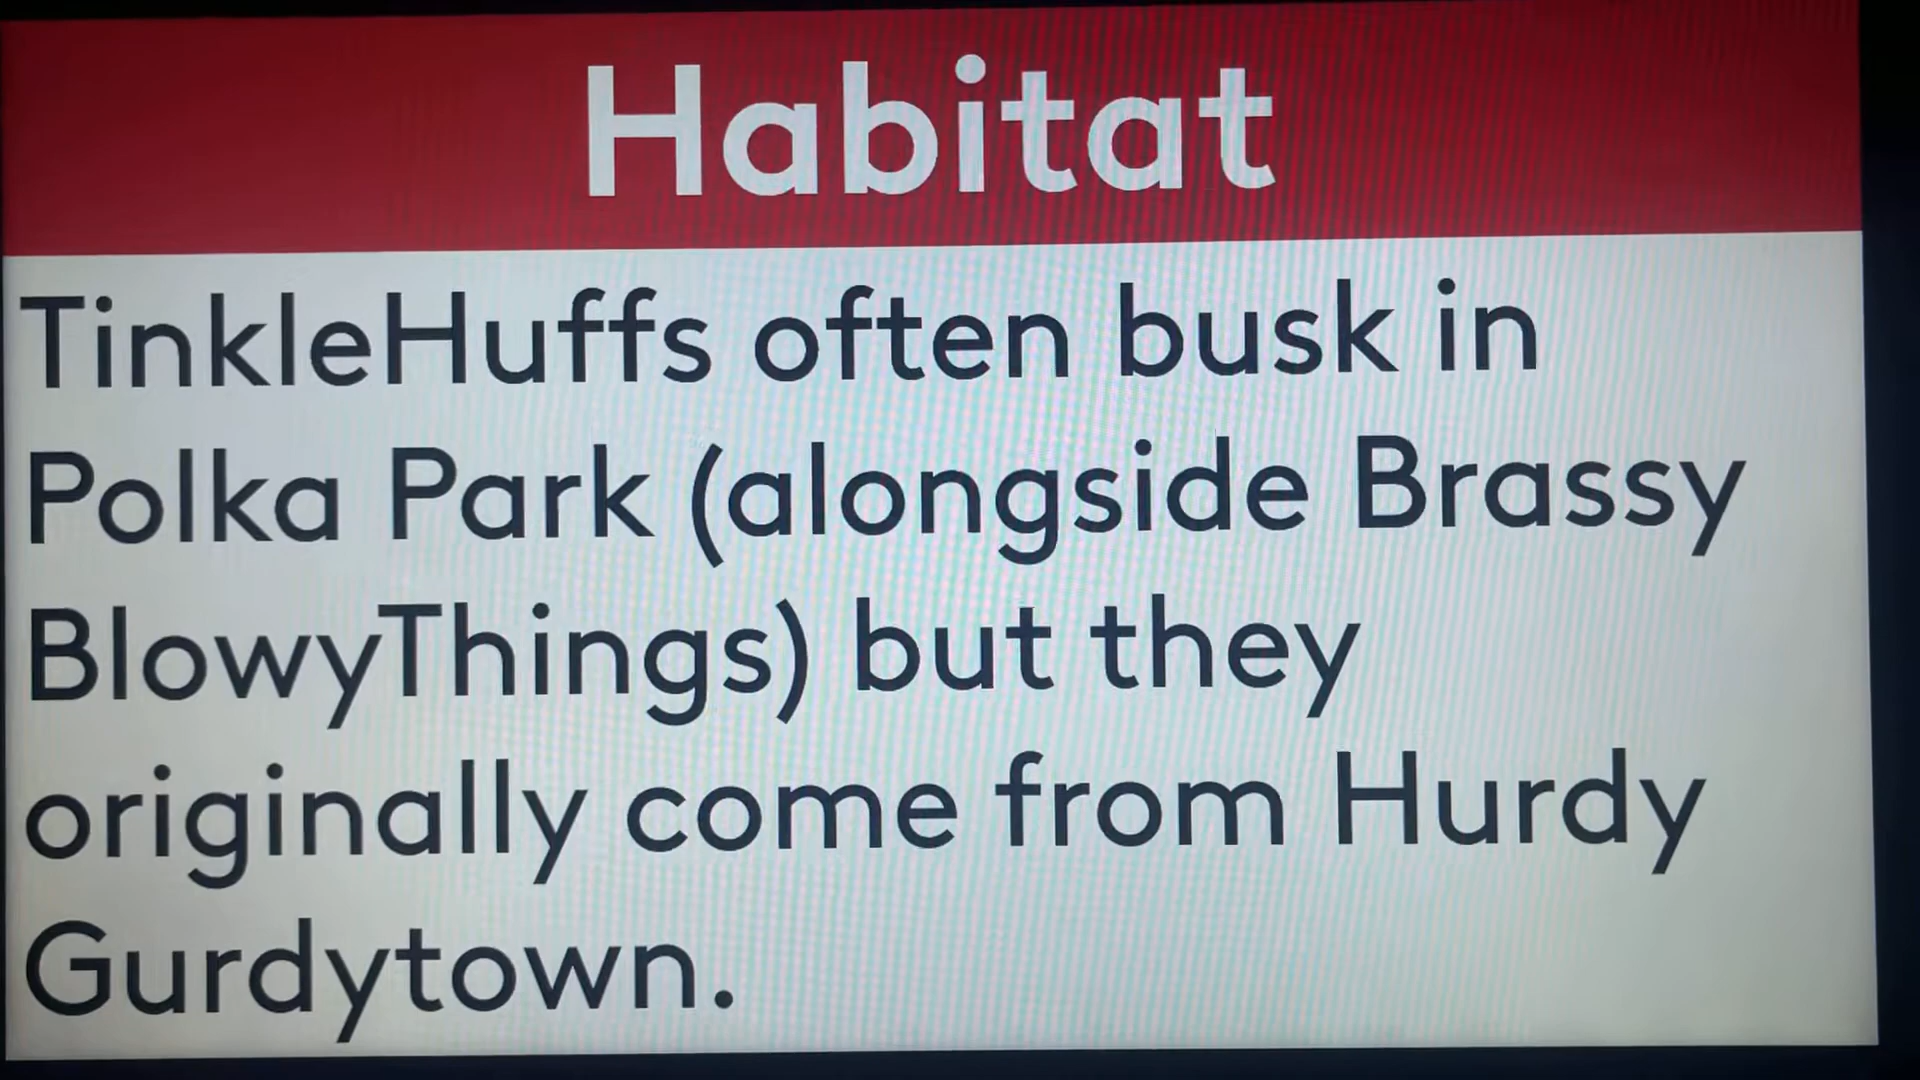 Habitat
TinkleHuffs often busk in
Polka Park (alongside Brassy
BlowyThings) but they
originally come from Hurdy
Gurdytown.